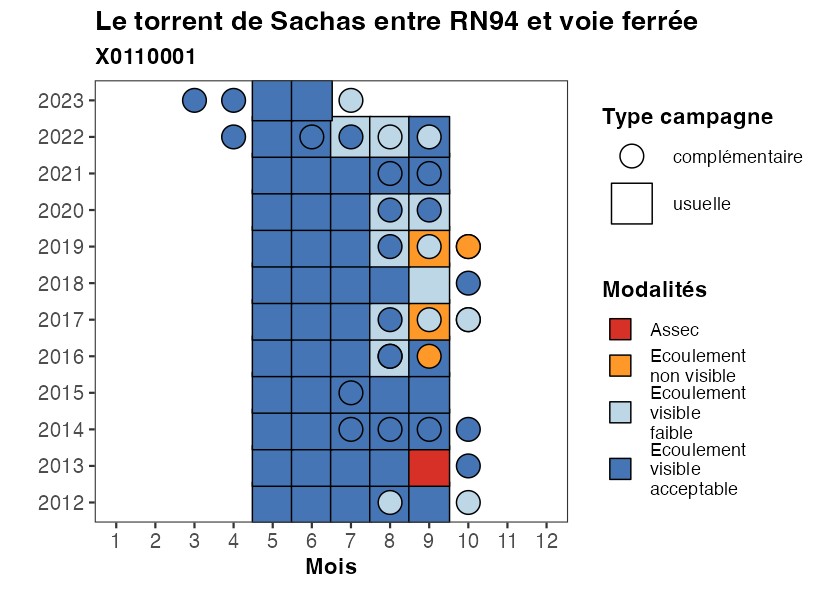 Le torrent de Sachas entre RN94 et voie ferrée
X0110001
2023
2022
2021
2020
2019
2018
2017
2016
2015
2014
2013
2012
1 2 3 4 5 6 7 8 9 10 11 12
Mois
Type campagne
complémentaire
usuelle
Modalités
Assec
Ecoulement
non visible
Ecoulement
visible
faible
Ecoulement
visible
acceptable